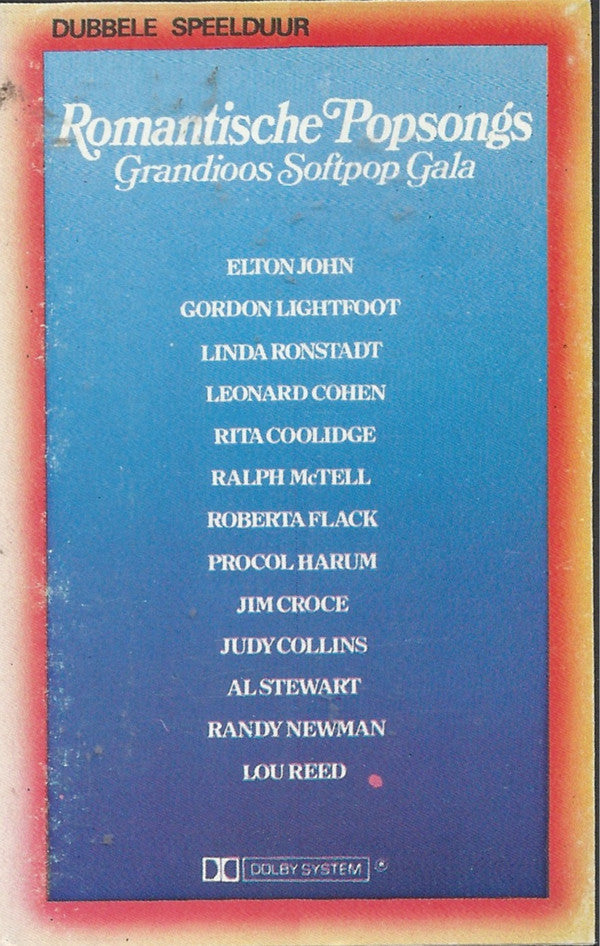 DUBBELE SPEELDUUR
Romantische Popsongs
Grandioos Softpop Gala
ELTON JOHN
GORDON LIGHTFOOT
LINDA RONSTADT
LEONARD COHEN
RITA COOLIDGE
RALPH McTELL
ROBERTA FLACK
PROCOL HARUM
JIM CROCE
JUDY COLLINS
AL STEWART
RANDY NEWMAN
LOU REED
DOLBY SYSTEM ®